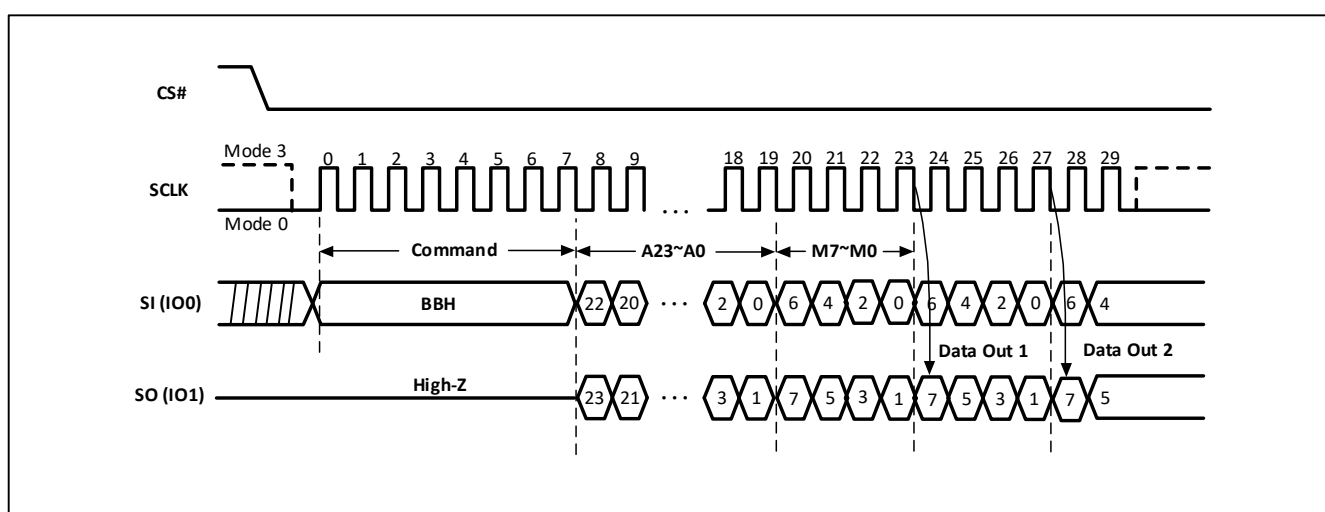 CS#
Mode 3
0 1 2 3 4 5 6 7 8 9 18 19 20 21 22 23 24 25 26 27 28 29
SCLK
...
Mode 0
Command A23~A0 M7~M0
SI (IO0) BBH 22 20 ... 2 0 6 4 2 0 6 4 2 0 6 4
Data Out 1 Data Out 2
High-Z
SO (IO1) 23 21 ... 3 1 7 5 3 1 7 5 3 1 7 5